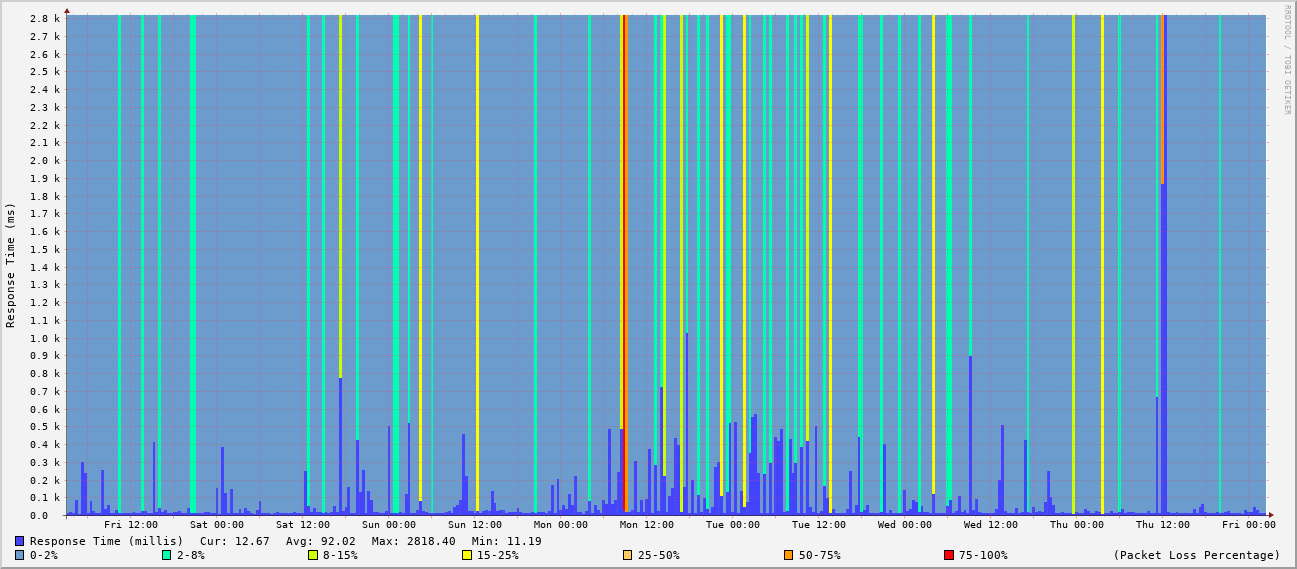 RRDTOOL / TOBI OETIKER
Response Time (ms)
2.8 k
2.7 k
2.6 k
2.5 k
2.4 k
2.3 k
2.2 k
2.1 k
2.0 k
1.9 k
1.8 k
1.7 k
1.6 k
1.5 k
1.4 k
1.3 k
1.2 k
1.1 k
1.0 k
0.9 k
0.8 k
0.7 k
0.6 k
0.5 k
0.4 k
0.3 k
0.2 k
0.1 k
0.0
Fri 12:00 Sat 00:00 Sat 12:00 Sun 00:00 Sun 12:00 Mon 00:00 Mon 12:00 Tue 00:00 Tue 12:00 Wed 00:00 Wed 12:00 Thu 00:00 Thu 12:00 Fri 00:00
Response Time (millis) Cur: 12.67 Avg: 92.02 Max: 2818.40 Min: 11.19
0-2% 2-8% 8-15% 15-25% 25-50% 50-75% 75-100% (Packet Loss Percentage)